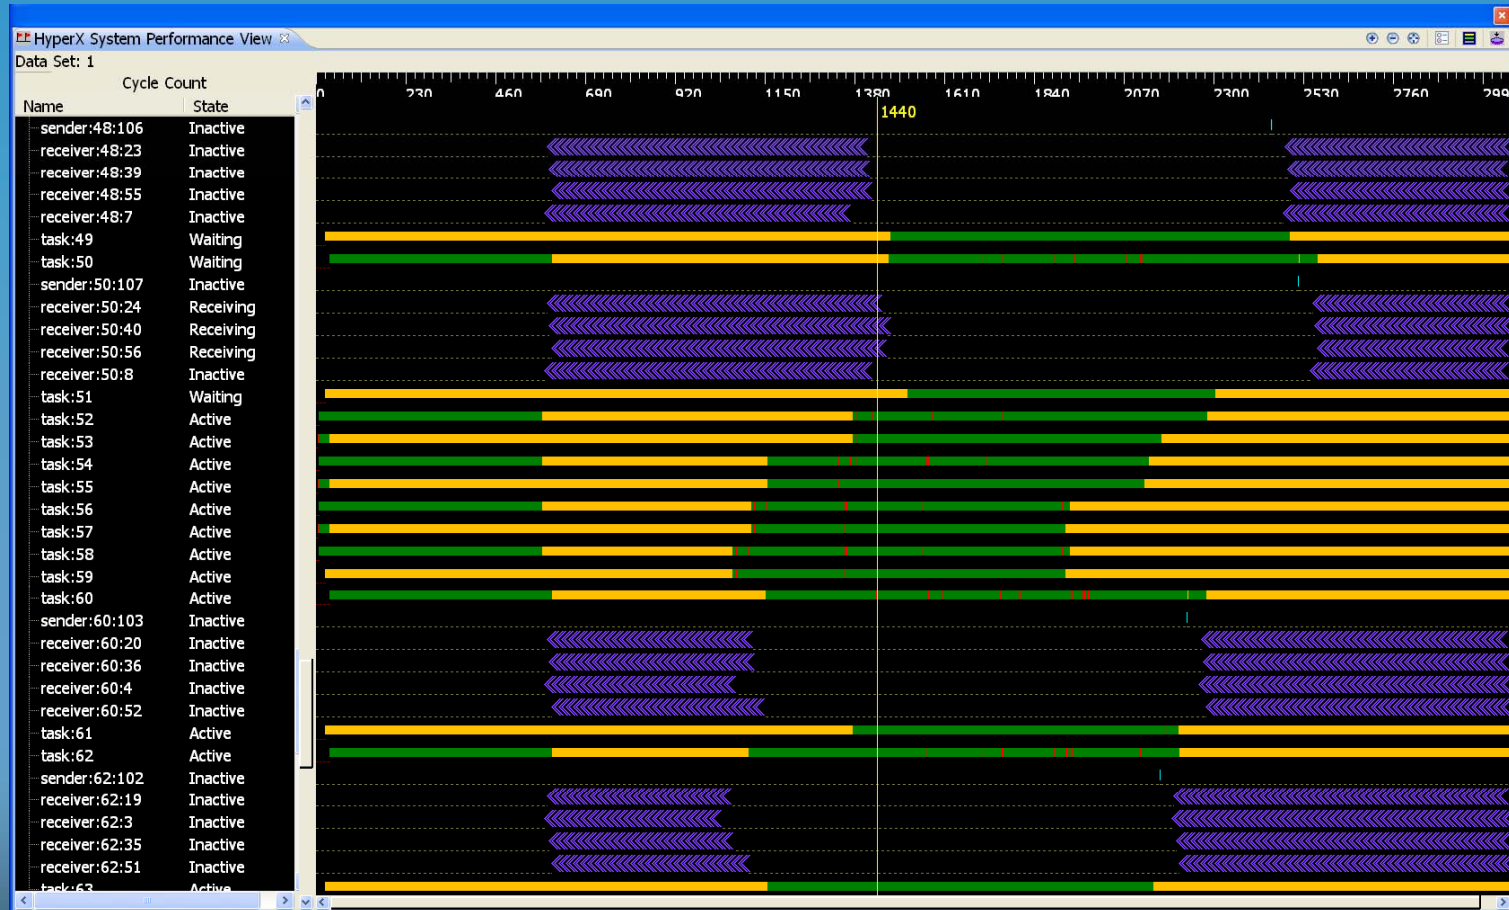 HyperX System Performance View
Data Set: 1
Cycle Count
Name State
0 230 460 690 920 1150 1380 1610 1840 2070 2300 2530 2760 299
1440
sender:48:106 Inactive
receiver:48:23 Inactive
receiver:48:39 Inactive
receiver:48:55 Inactive
receiver:48:7 Inactive
task:49 Waiting
task:50 Waiting
sender:50:107 Inactive
receiver:50:24 Receiving
receiver:50:40 Receiving
receiver:50:56 Receiving
receiver:50:8 Inactive
task:51 Waiting
task:52 Active
task:53 Active
task:54 Active
task:55 Active
task:56 Active
task:57 Active
task:58 Active
task:59 Active
task:60 Active
sender:60:103 Inactive
receiver:60:20 Inactive
receiver:60:36 Inactive
receiver:60:4 Inactive
receiver:60:52 Inactive
task:61 Active
task:62 Active
sender:62:102 Inactive
receiver:62:19 Inactive
receiver:62:3 Inactive
receiver:62:35 Inactive
receiver:62:51 Inactive
task:63 Active